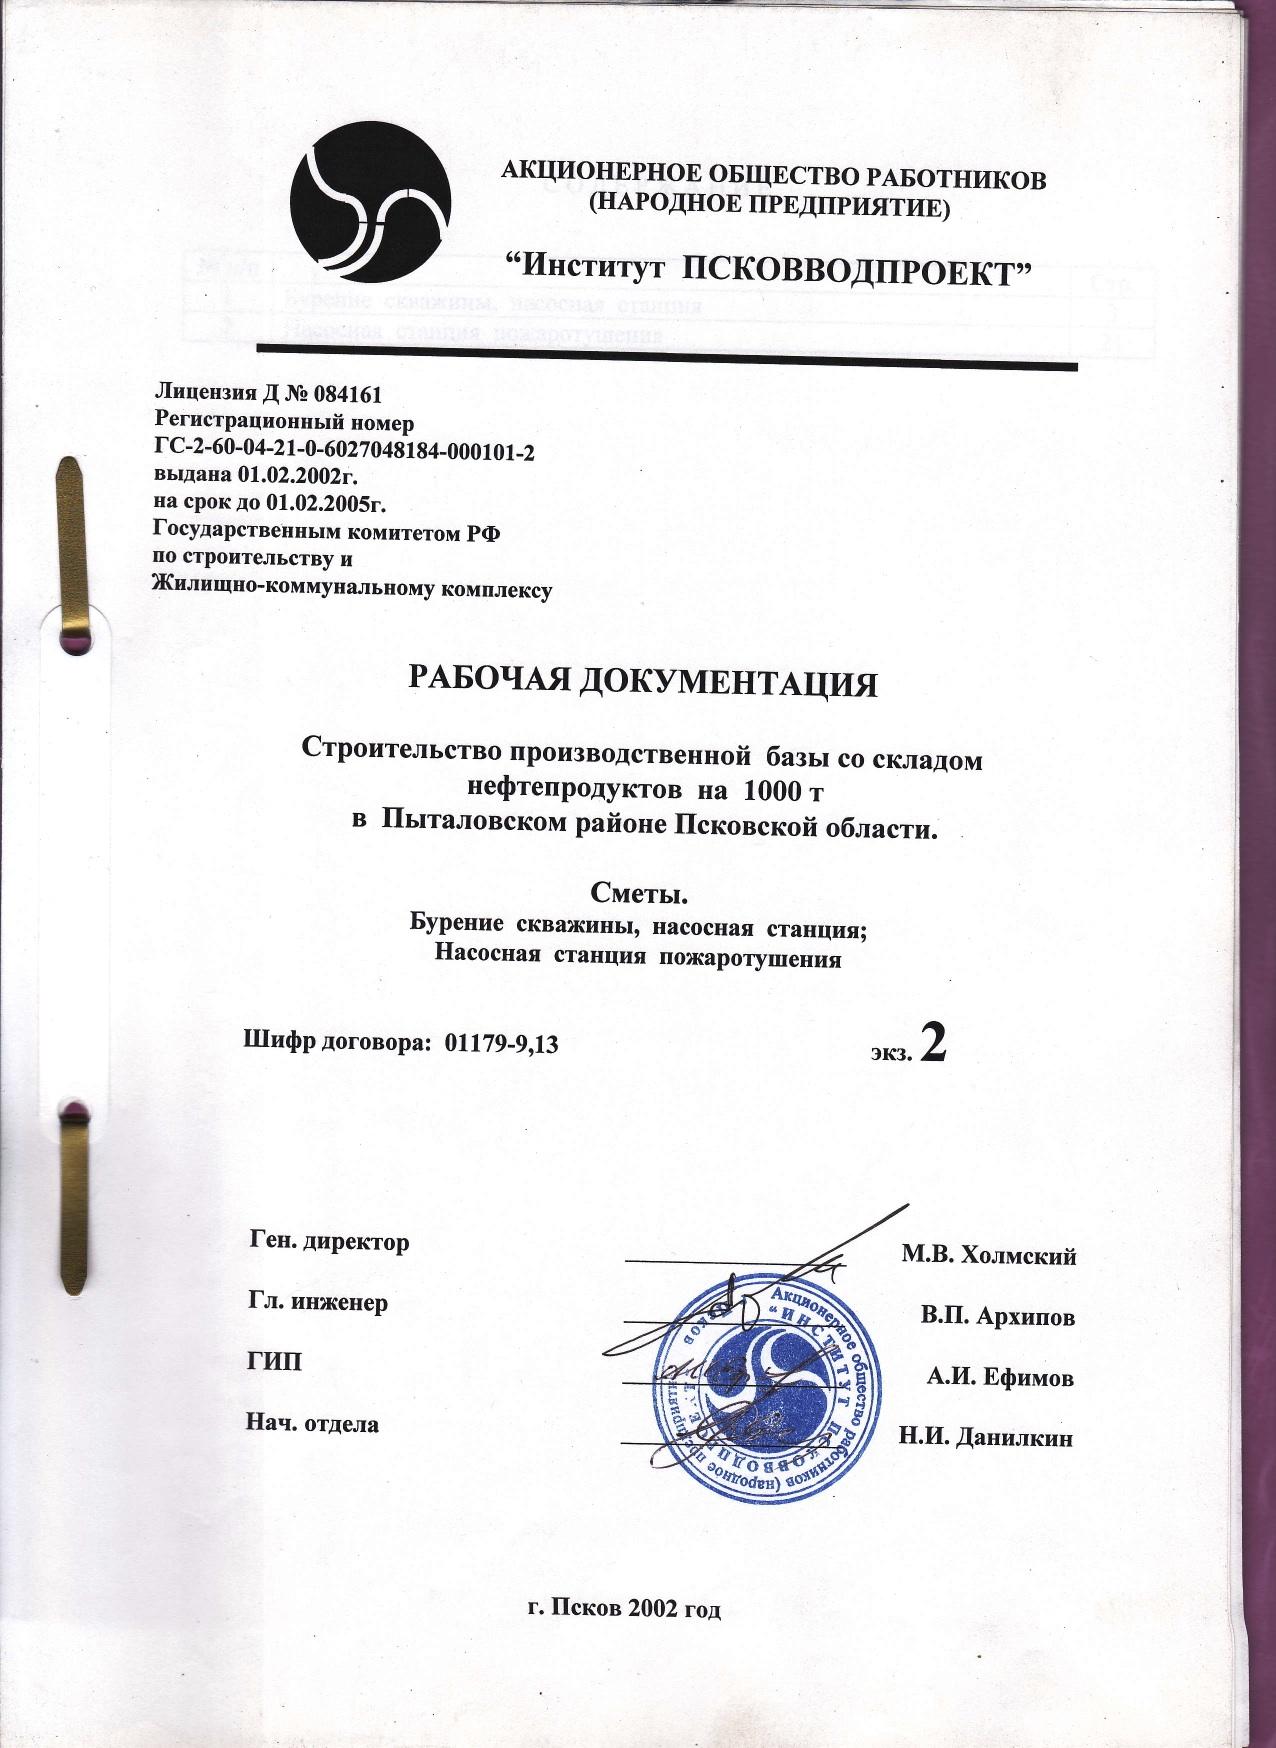 АКЦИОНЕРНОЕ ОБЩЕСТВО РАБОТНИКОВ
(НАРОДНОЕ ПРЕДПРИЯТИЕ)
“Институт ПСКОВВОДПРОЕКТ”
Лицензия Д № 084161
Регистрационный номер
ГС-2-60-04-21-0-6027048184-000101-2
выдана 01.02.2002г.
на срок до 01.02.2005г.
Государственным комитетом РФ
по строительству и
Жилищно-коммунальному комплексу
РАБОЧАЯ ДОКУМЕНТАЦИЯ
Строительство производственной базы со складом
нефтепродуктов на 1000 т
в Пыталовском районе Псковской области.
Сметы.
Бурение скважины, насосная станция;
Насосная станция пожаротушения
Шифр договора: 01179-9,13 экз. 2
Ген. директор М.В. Холмский
Гл. инженер В.П. Архипов
ГИП А.И. Ефимов
Нач. отдела Н.И. Данилкин
Акционерное общество работников (народное
"ИНСТИТУТ
г. Псков 2002 год